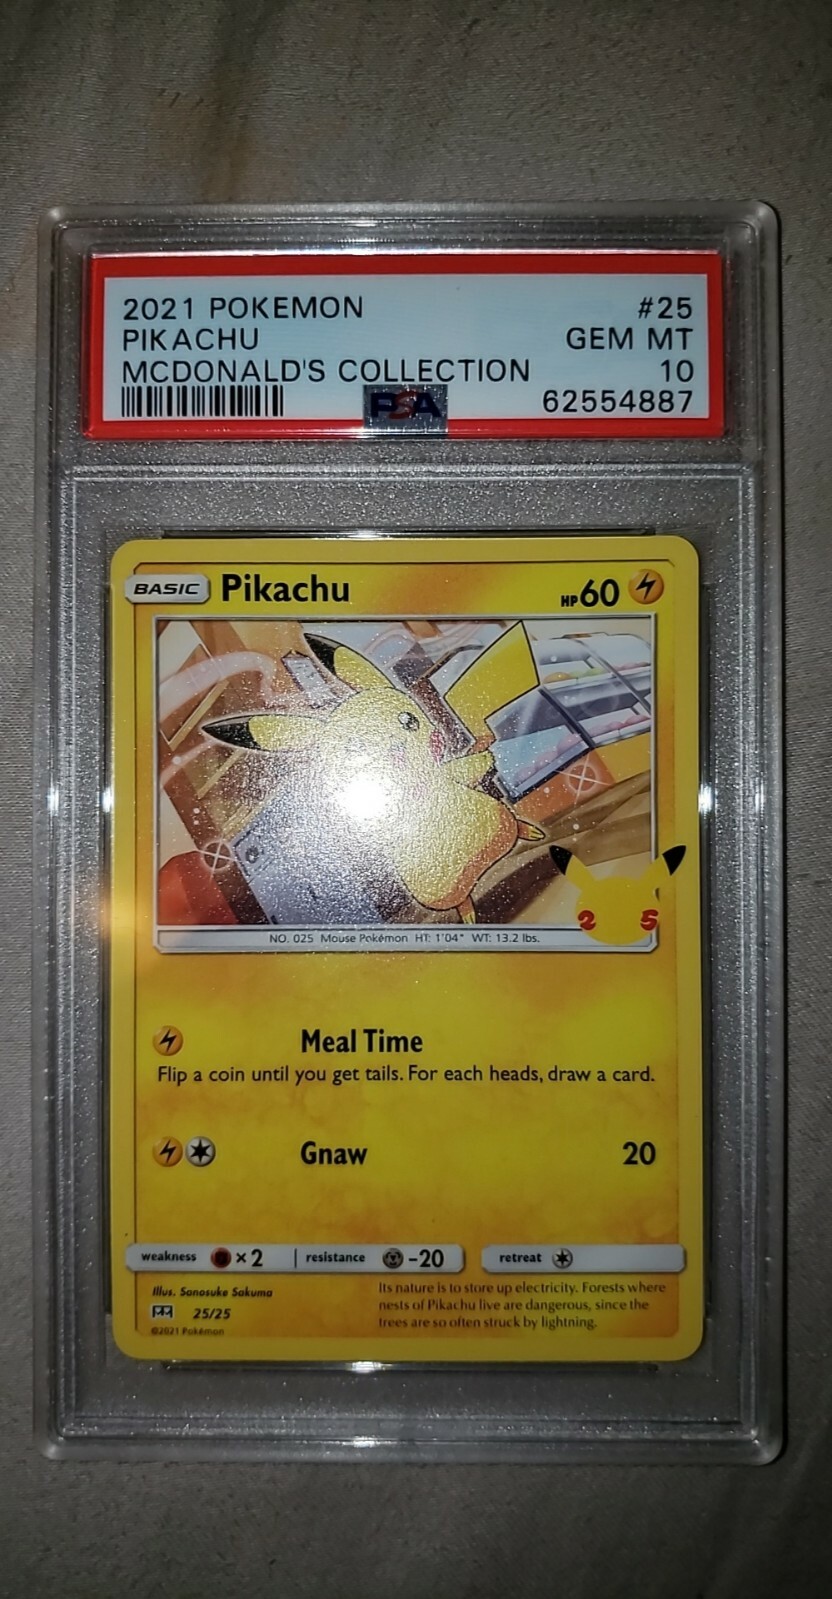 2021 POKEMON #25
PIKACHU GEM MT
MCDONALD'S COLLECTION 10
PSA 62554887
BASIC Pikachu HP60
25
NO. 025 Mouse Pokémon HT: 1'04" WT: 13.2 lbs.
Meal Time
Flip a coin until you get tails. For each heads, draw a card.
Gnaw 20
weakness ×2 resistance -20 retreat
Illus. Sanosuke Sakuma
25/25
©2021 Pokémon
Its nature is to store up electricity. Forests where
nests of Pikachu live are dangerous, since the
trees are so often struck by lightning.